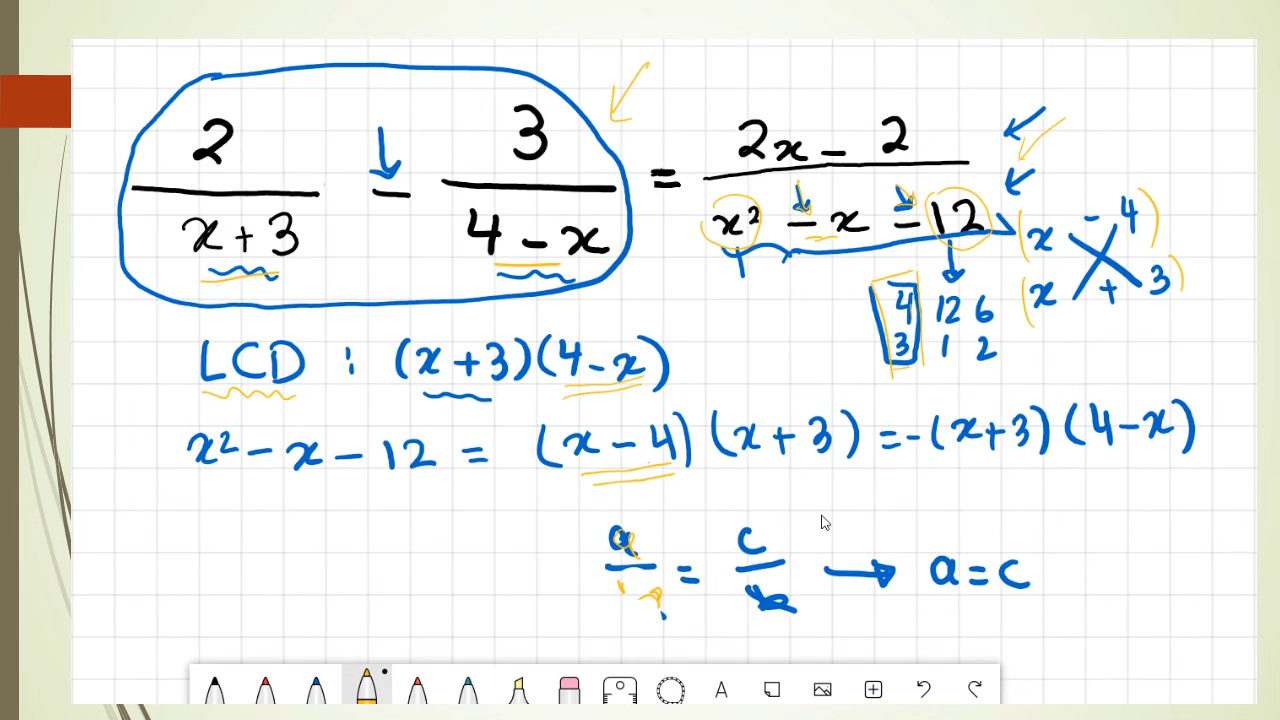 2 / (x + 3) - 3 / (4 - x) = (2x - 2) / (x² - x - 12)
(x - 4)
(x + 3)
4 12 6
3 1 2
LCD : (x+3)(4-x)
x² - x - 12 = (x - 4)(x + 3) = -(x+3)(4-x)
= c → a = c